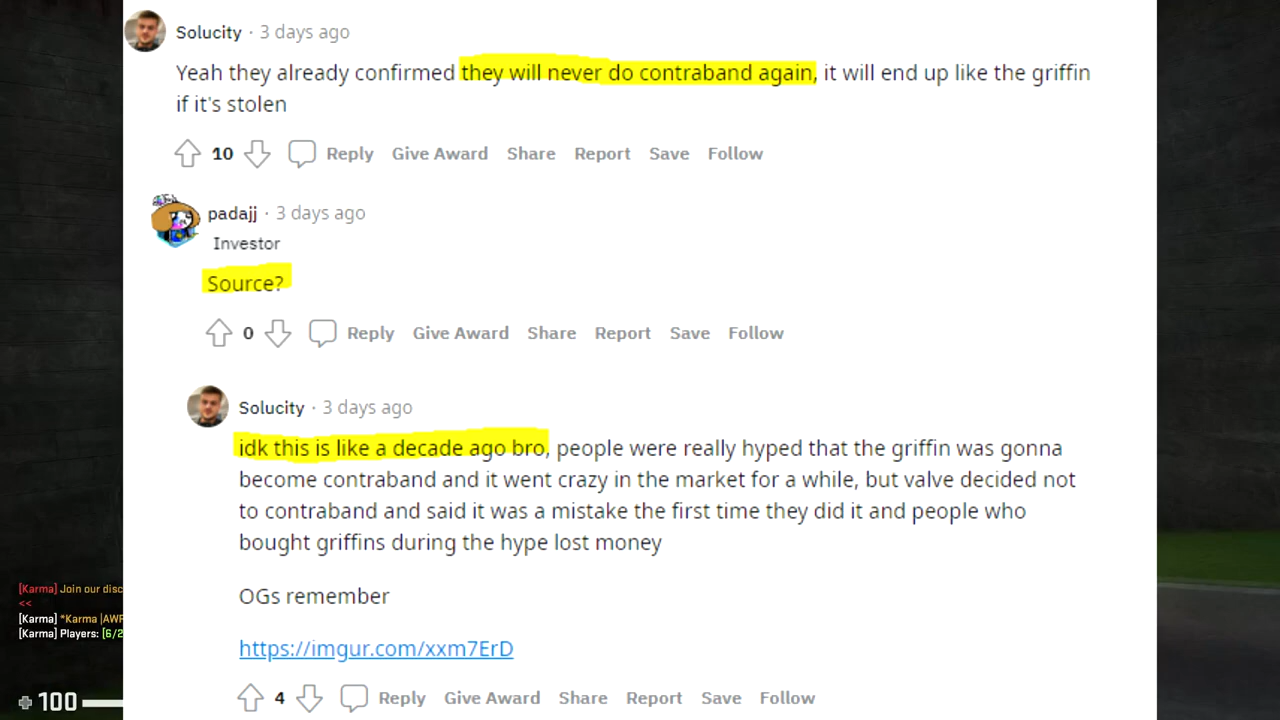 Solucity · 3 days ago
Yeah they already confirmed they will never do contraband again, it will end up like the griffin
if it's stolen
10 Reply Give Award Share Report Save Follow
padajj · 3 days ago
Investor
Source?
0 Reply Give Award Share Report Save Follow
Solucity · 3 days ago
idk this is like a decade ago bro, people were really hyped that the griffin was gonna
become contraband and it went crazy in the market for a while, but valve decided not
to contraband and said it was a mistake the first time they did it and people who
bought griffins during the hype lost money
OGs remember
https://imgur.com/xxm7ErD
4 Reply Give Award Share Report Save Follow
[Karma] Join our disc
<<
[Karma] *Karma |AWP
[Karma] Players: [6/2
100